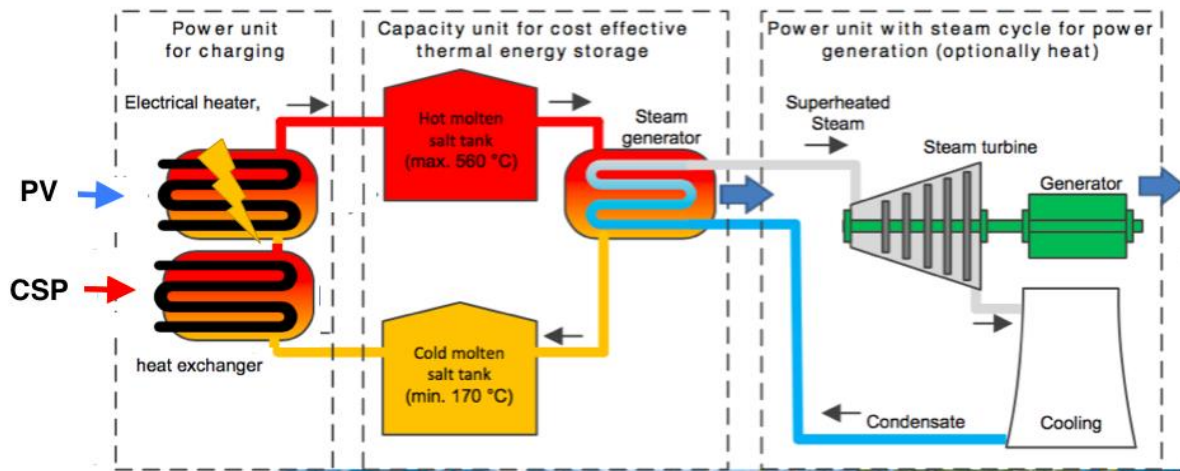 Power unit
for charging
Capacity unit for cost effective
thermal energy storage
Power unit with steam cycle for power
generation (optionally heat)
Electrical heater,
Hot molten
salt tank
(max. 560 °C)
Steam
generator
Superheated
Steam
Steam turbine
Generator
PV
CSP
heat exchanger
Cold molten
salt tank
(min. 170 °C)
Condensate
Cooling